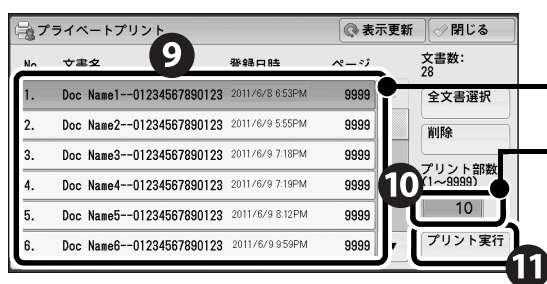 プライベートプリント 表示更新 閉じる
No. 文書名 登録日時 ページ
9
文書数:
28
1. Doc Name1--01234567890123 2011/6/8 6:53PM 9999
全文書選択
2. Doc Name2--01234567890123 2011/6/9 5:55PM 9999
削除
3. Doc Name3--01234567890123 2011/6/9 7:18PM 9999
プリント部数
(1～9999)
4. Doc Name4--01234567890123 2011/6/9 7:19PM 9999
10
5. Doc Name5--01234567890123 2011/6/9 8:12PM 9999
10
6. Doc Name6--01234567890123 2011/6/9 9:59PM 9999
プリント実行
11